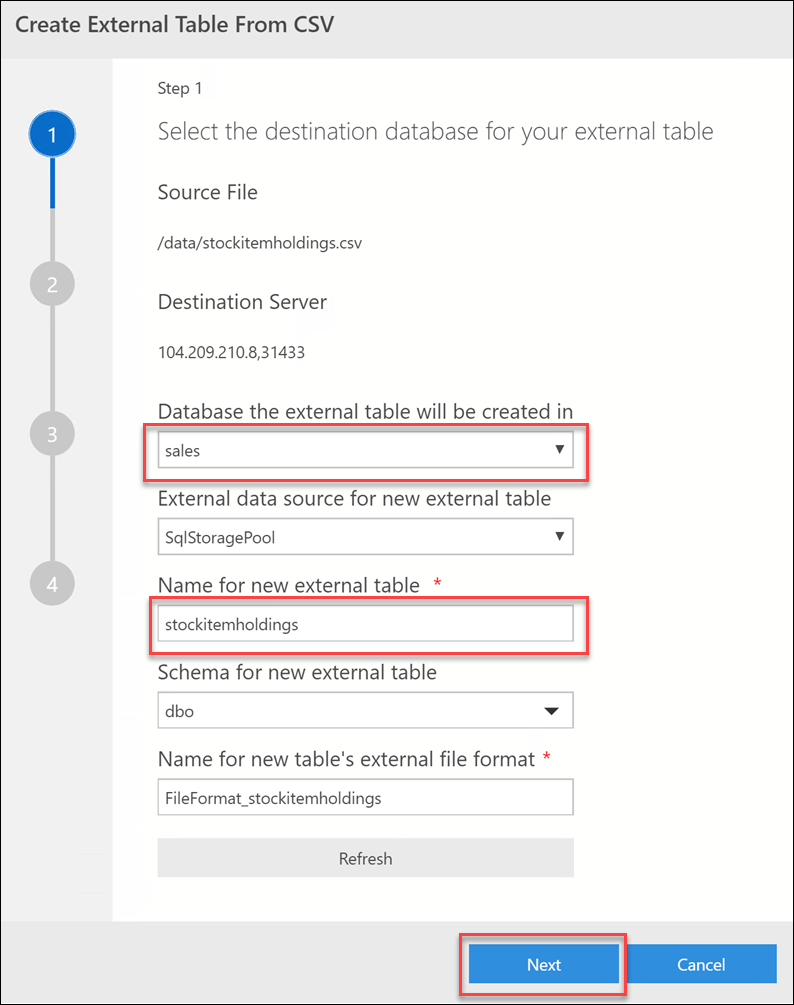 Create External Table From CSV
Step 1
1
Select the destination database for your external table
Source File
/data/stockitemholdings.csv
2
Destination Server
104.209.210.8,31433
Database the external table will be created in
3
sales
External data source for new external table
SqlStoragePool
4
Name for new external table *
stockitemholdings
Schema for new external table
dbo
Name for new table's external file format *
FileFormat_stockitemholdings
Refresh
Next
Cancel